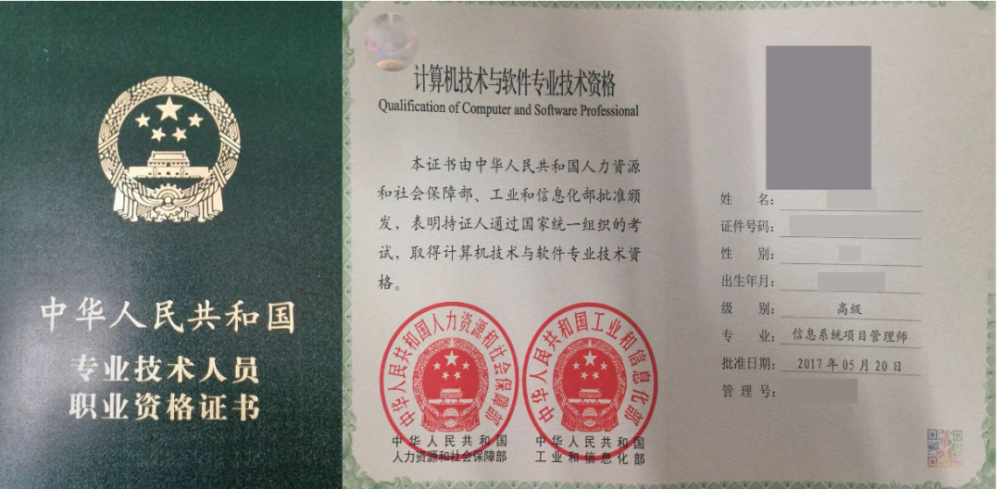 中华人民共和国
专业技术人员
职业资格证书
计算机技术与软件专业技术资格
Qualification of Computer and Software Professional
本证书由中华人民共和国人力资源
和社会保障部、工业和信息化部批准颁
发，表明持证人通过国家统一组织的考
试，取得计算机技术与软件专业技术资
格。
中华人民共和国人力资源和社会保障部
中华人民共和国工业和信息化部
中华人民共和国
人力资源和社会保障部
中华人民共和国
工业和信息化部
姓 名：
证件号码：
性 别：
出生年月：
级 别： 高级
专 业： 信息系统项目管理师
批准日期： 2017 年 05 月 20 日
管 理 号：